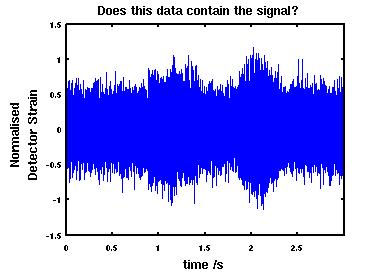 Does this data contain the signal?
1.5
1
0.5
0
-0.5
-1
-1.5
Normalised
Detector Strain
0 0.5 1 1.5 2 2.5
time /s